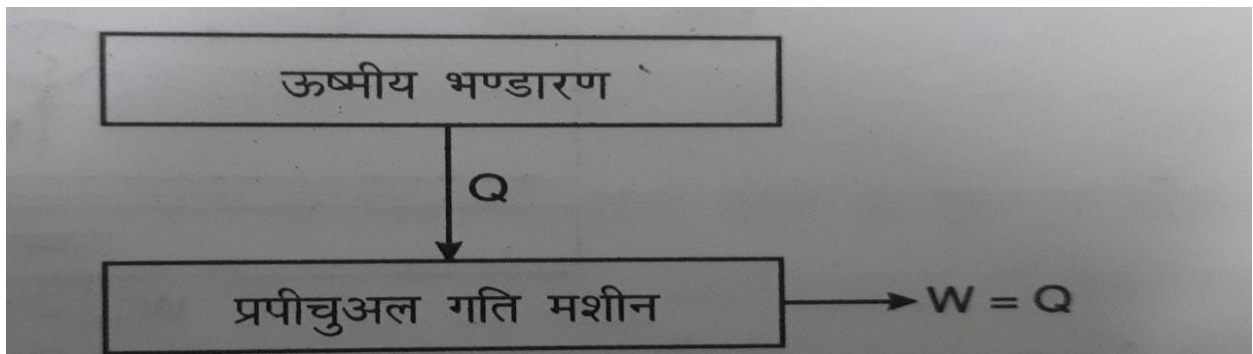 ऊष्मीय भण्डारण
Q
प्रपीचुअल गति मशीन
W = Q